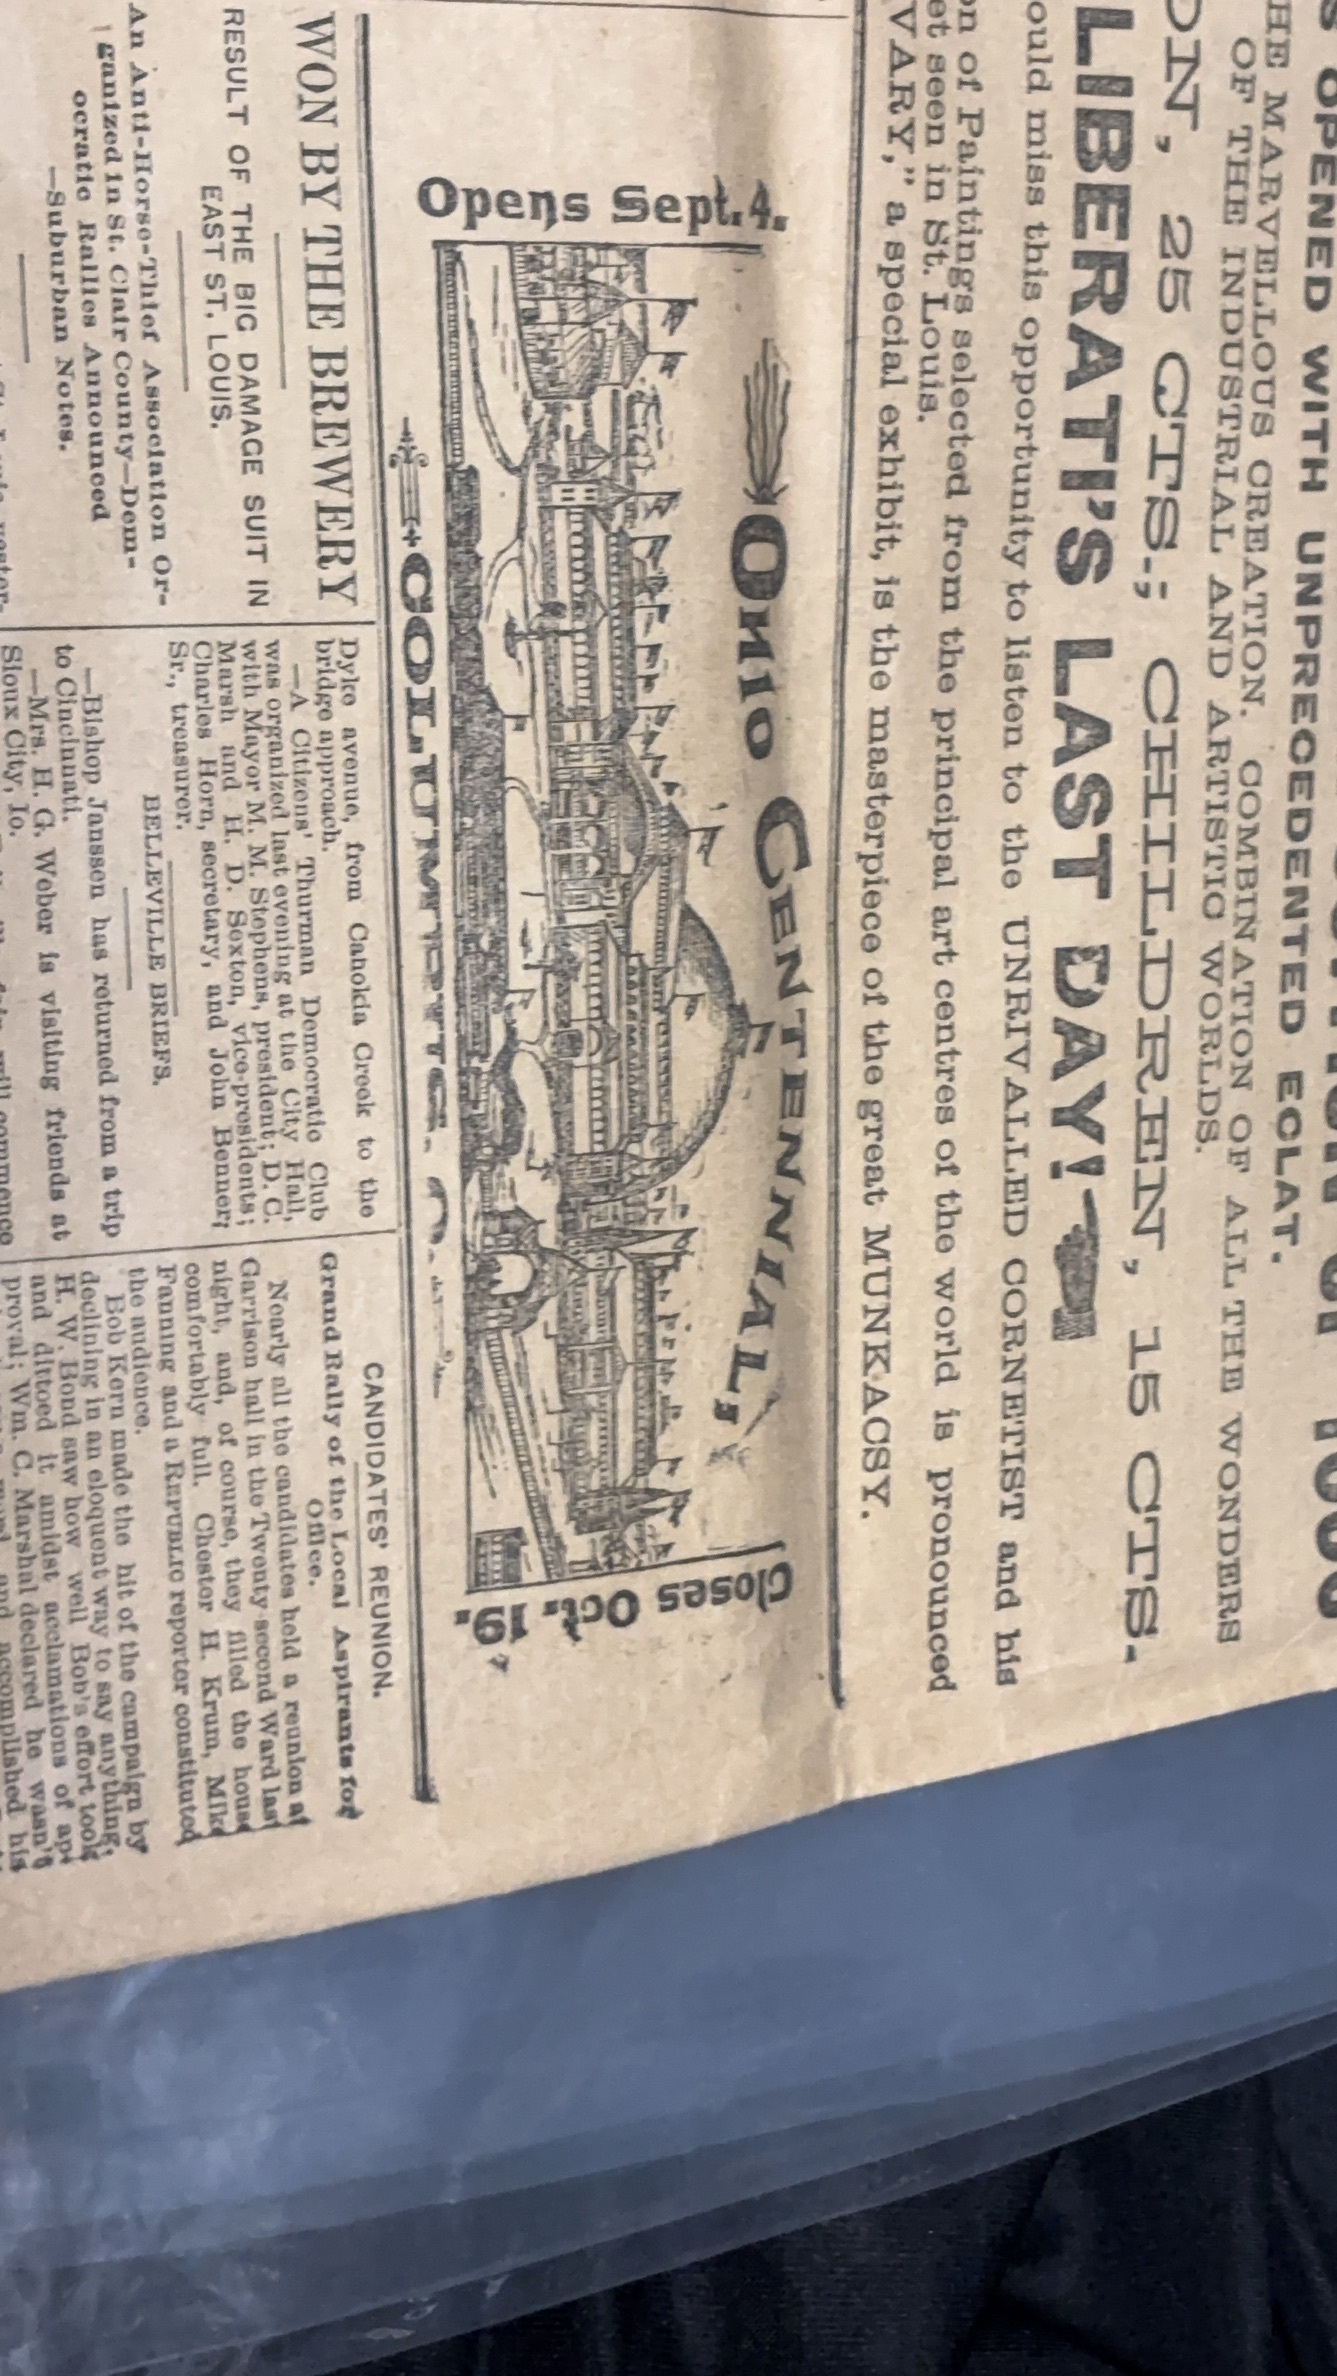 OPENED WITH UNPRECEDENTED ECLAT.
HE MARVELLOUS CREATION. COMBINATION OF ALL THE WONDERS
OF THE INDUSTRIAL AND ARTISTIC WORLDS.
ON, 25 CTS.; CHILDREN, 15 CTS.
LIBERATI'S LAST DAY!
ould miss this opportunity to listen to the UNRIVALLED CORNETIST and his
on of Paintings selected from the principal art centres of the world is pronounced
et seen in St. Louis.
VARY," a special exhibit, is the masterpiece of the great MUNKACSY.
OHIO CENTENNIAL,
Opens Sept. 4.
Closes Oct. 19.
COLUMBUS, O.
WON BY THE BREWERY
RESULT OF THE BIG DAMAGE SUIT IN
EAST ST. LOUIS.
An Anti-Horse-Thief Association Or-
ganized in St. Clair County—Dem-
ocratic Rallies Announced
—Suburban Notes.
Dyke avenue, from Caholda Creek to the
bridge approach.
—A Citizens' Thurman Democratic Club
was organized last evening at the City Hall,
with Mayor M. M. Stephens, president; D. C.
Marsh and H. D. Sexton, vice-presidents;
Charles Horn, secretary, and John Benner,
Sr., treasurer.
BELLEVILLE BRIEFS.
—Bishop Janssen has returned from a trip
to Cincinnati.
—Mrs. H. G. Weber is visiting friends at
Sioux City, Io.
will commence
CANDIDATES' REUNION.
Grand Rally of the Local Aspirants for
Office.
Nearly all the candidates held a reunion at
Garrison hall in the Twenty-second Ward last
night, and, of course, they filled the house
comfortably full. Chester H. Krum, Mike
Fanning and a REPUBLIC reporter constituted
the audience.
Bob Kern made the hit of the campaign by
declining in an eloquent way to say anything.
H. W. Bond saw how well Bob's effort took
and dittoed it amidst acclamations of ap-
proval; Wm. C. Marshal declared he wasn't
and accomplished his